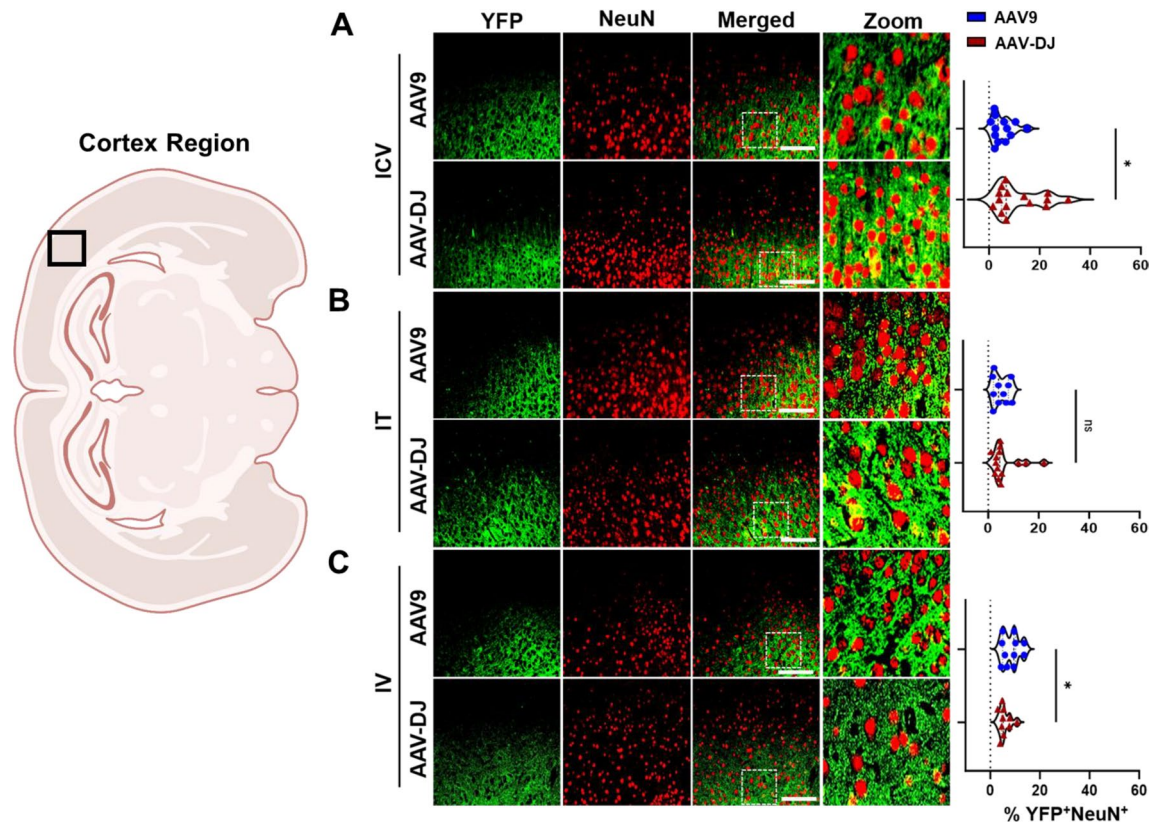 Cortex Region
A
YFP
NeuN
Merged
Zoom
AAV9
AAV-DJ
ICV
AAV9
AAV-DJ
*
0 20 40 60
B
IT
AAV9
AAV-DJ
ns
0 20 40 60
C
IV
AAV9
AAV-DJ
*
0 20 40 60
% YFP⁺NeuN⁺